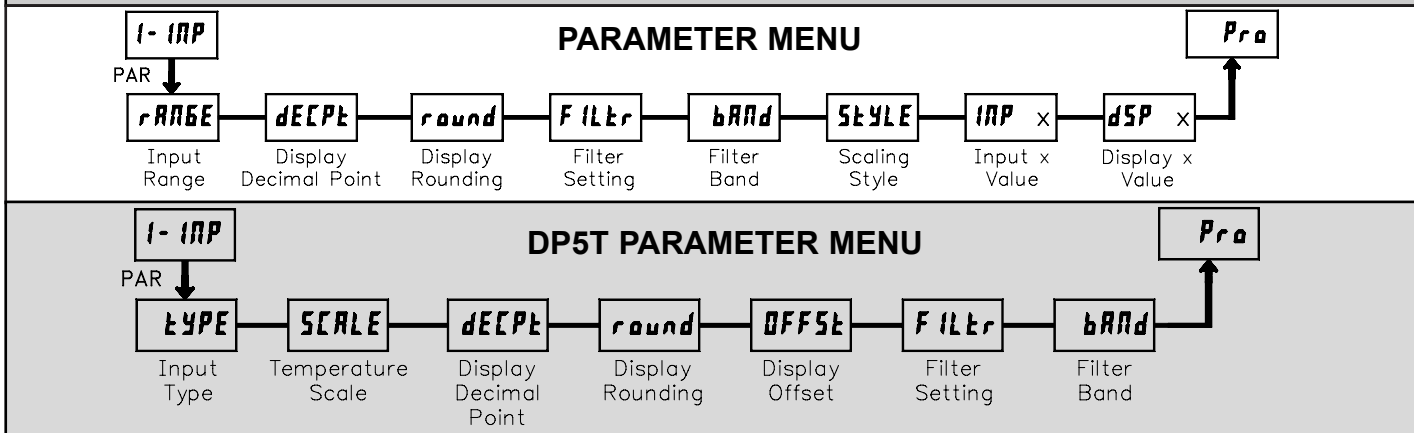 1-INP
PARAMETER MENU
Pro
PAR
rANGE
dECPt
round
FILtr
bANd
StYLE
INP x
dSP x
Input
Range
Display
Decimal Point
Display
Rounding
Filter
Setting
Filter
Band
Scaling
Style
Input x
Value
Display x
Value
1-INP
DP5T PARAMETER MENU
Pro
PAR
tYPE
SCALE
dECPt
round
OFFSt
FILtr
bANd
Input
Type
Temperature
Scale
Display
Decimal
Point
Display
Rounding
Display
Offset
Filter
Setting
Filter
Band